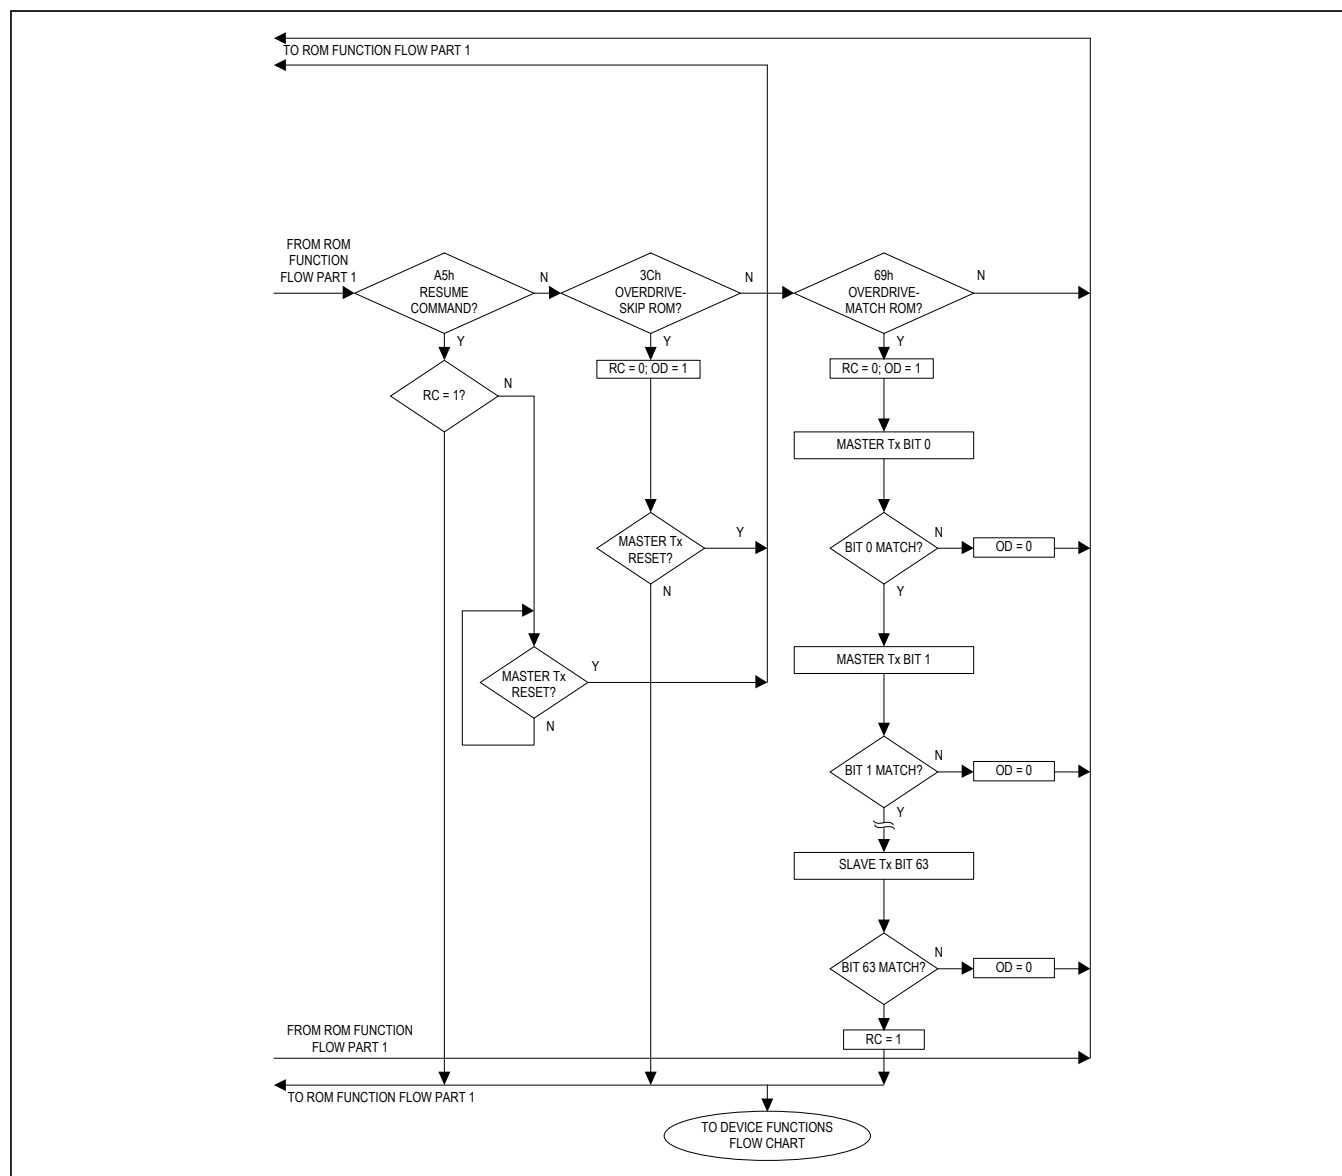 TO ROM FUNCTION FLOW PART 1
FROM ROM
FUNCTION
FLOW PART 1
A5h
RESUME
COMMAND?
N
Y
3Ch
OVERDRIVE-
SKIP ROM?
N
Y
69h
OVERDRIVE-
MATCH ROM?
N
Y
RC = 1?
N
RC = 0; OD = 1
RC = 0; OD = 1
MASTER Tx BIT 0
MASTER Tx
RESET?
Y
N
BIT 0 MATCH?
N
OD = 0
Y
MASTER Tx
RESET?
Y
N
MASTER Tx BIT 1
BIT 1 MATCH?
N
OD = 0
Y
SLAVE Tx BIT 63
BIT 63 MATCH?
N
OD = 0
Y
RC = 1
FROM ROM FUNCTION
FLOW PART 1
TO ROM FUNCTION FLOW PART 1
TO DEVICE FUNCTIONS
FLOW CHART